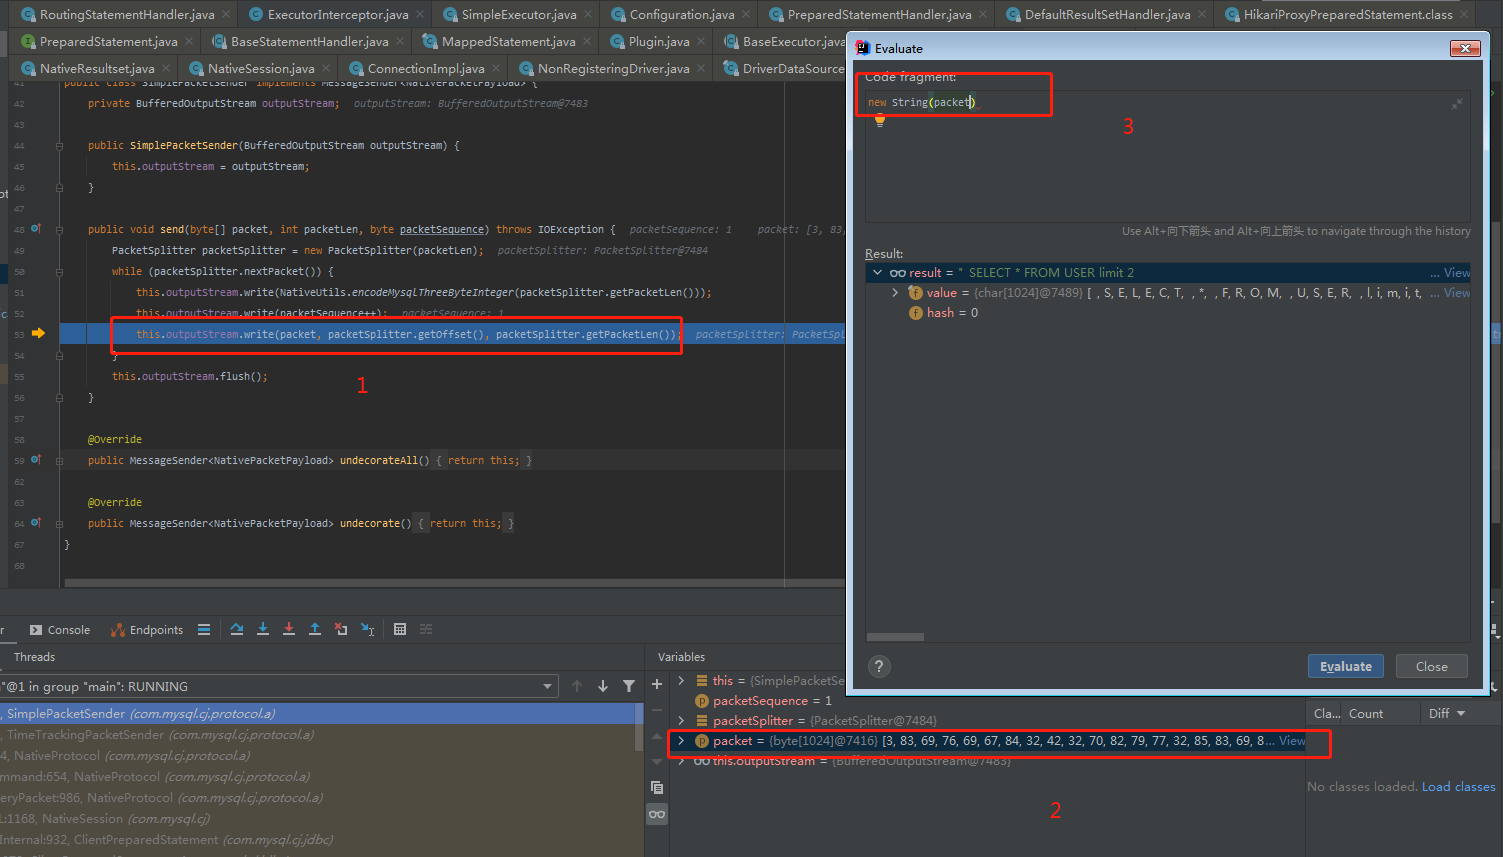 RoutingStatementHandler.java ExecutorInterceptor.java SimpleExecutor.java Configuration.java PreparedStatementHandler.java DefaultResultSetHandler.java HikariProxyPreparedStatement.class
PreparedStatement.java BaseStatementHandler.java MappedStatement.java Plugin.java BaseExecutor.java
NativeResultset.java NativeSession.java ConnectionImpl.java NonRegisteringDriver.java DriverDataSource
41 public class SimplePacketSender implements MessageSender<NativePacketPayload> {
42 private BufferedOutputStream outputStream; outputStream: BufferedOutputStream@7483
43
44 public SimplePacketSender(BufferedOutputStream outputStream) {
45 this.outputStream = outputStream;
46 }
47
48 public void send(byte[] packet, int packetLen, byte packetSequence) throws IOException { packetSequence: 1 packet: [3, 83,
49 PacketSplitter packetSplitter = new PacketSplitter(packetLen); packetSplitter: PacketSplitter@7484
50 while (packetSplitter.nextPacket()) {
51 this.outputStream.write(NativeUtils.encodeMysqlThreeByteInteger(packetSplitter.getPacketLen()));
52 this.outputStream.write(packetSequence++); packetSequence: 1
53 this.outputStream.write(packet, packetSplitter.getOffset(), packetSplitter.getPacketLen()); packetSplitter: PacketSpl
54 }
55 this.outputStream.flush();
56 }
57
58 @Override
59 public MessageSender<NativePacketPayload> undecorateAll() { return this; }
62
63 @Override
64 public MessageSender<NativePacketPayload> undecorate() { return this; }
67 }
68
1
Evaluate
Code fragment:
new String(packet)
3
Use Alt+向下箭头 and Alt+向上箭头 to navigate through the history
Result:
result = " SELECT * FROM USER limit 2 ... View
value = {char[1024]@7489} [ , S, E, L, E, C, T, , *, , F, R, O, M, , U, S, E, R, , l, i, m, i, t, ... View
hash = 0
? Evaluate Close
r Console Endpoints
Threads
"@1 in group "main": RUNNING
, SimplePacketSender (com.mysql.cj.protocol.a)
, TimeTrackingPacketSender (com.mysql.cj.protocol.a)
4, NativeProtocol (com.mysql.cj.protocol.a)
mmand:654, NativeProtocol (com.mysql.cj.protocol.a)
eryPacket:986, NativeProtocol (com.mysql.cj.protocol.a)
L:1168, NativeSession (com.mysql.cj)
Internal:932, ClientPreparedStatement (com.mysql.cj.jdbc)
Variables
this = {SimplePacketSe
packetSequence = 1
packetSplitter = {PacketSplitter@7484}
packet = {byte[1024]@7416} [3, 83, 69, 76, 69, 67, 84, 32, 42, 32, 70, 82, 79, 77, 32, 85, 83, 69, 8... View
this.outputStream = {BufferedOutputStream@7483}
2
Cla... Count Diff
No classes loaded. Load classes